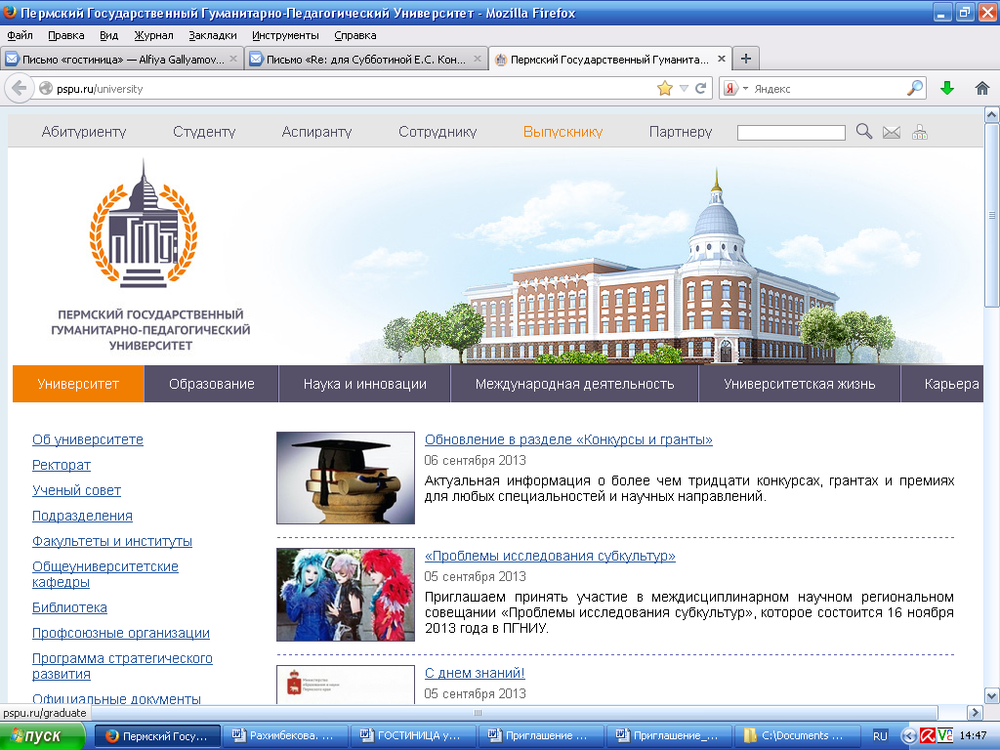 Пермский Государственный Гуманитарно-Педагогический Университет - Mozilla Firefox
Файл Правка Вид Журнал Закладки Инструменты Справка
Письмо «гостиница» — Alfiya Gallyamov... Письмо «Re: для Субботиной Е.С. Кон... Пермский Государственный Гуманита...
pspu.ru/university Яндекс
Абитуриенту Студенту Аспиранту Сотруднику Выпускнику Партнеру
ПЕРМСКИЙ ГОСУДАРСТВЕННЫЙ
ГУМАНИТАРНО-ПЕДАГОГИЧЕСКИЙ
УНИВЕРСИТЕТ
Университет Образование Наука и инновации Международная деятельность Университетская жизнь Карьера
Об университете
Ректорат
Ученый совет
Подразделения
Факультеты и институты
Общеуниверситетские
кафедры
Библиотека
Профсоюзные организации
Программа стратегического
развития
Официальные документы
Обновление в разделе «Конкурсы и гранты»
06 сентября 2013
Актуальная информация о более чем тридцати конкурсах, грантах и премиях
для любых специальностей и научных направлений.
«Проблемы исследования субкультур»
05 сентября 2013
Приглашаем принять участие в междисциплинарном научном региональном
совещании «Проблемы исследования субкультур», которое состоится 16 ноября
2013 года в ПГНИУ.
С днем знаний!
05 сентября 2013
pspu.ru/graduate
пуск Пермский Госу... Рахимбекова. ... ГОСТИНИЦА у... Приглашение ... Приглашение_... C:\Documents ... RU 14:47